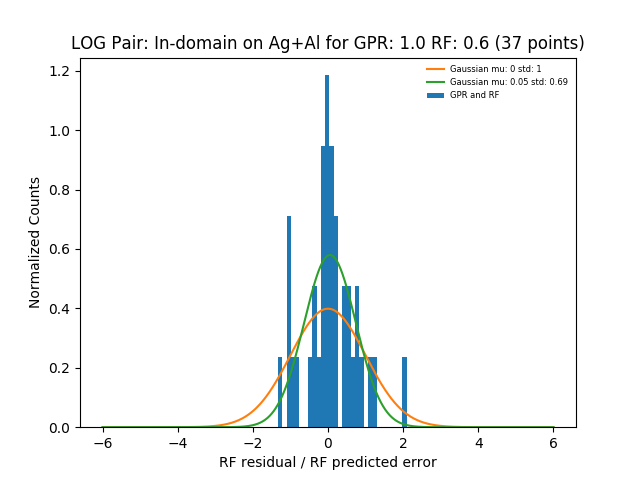 LOG Pair: In-domain on Ag+Al for GPR: 1.0 RF: 0.6 (37 points)
Gaussian mu: 0 std: 1
Gaussian mu: 0.05 std: 0.69
GPR and RF
Normalized Counts
1.2
1.0
0.8
0.6
0.4
0.2
0.0
−6
−4
−2
0
2
4
6
RF residual / RF predicted error